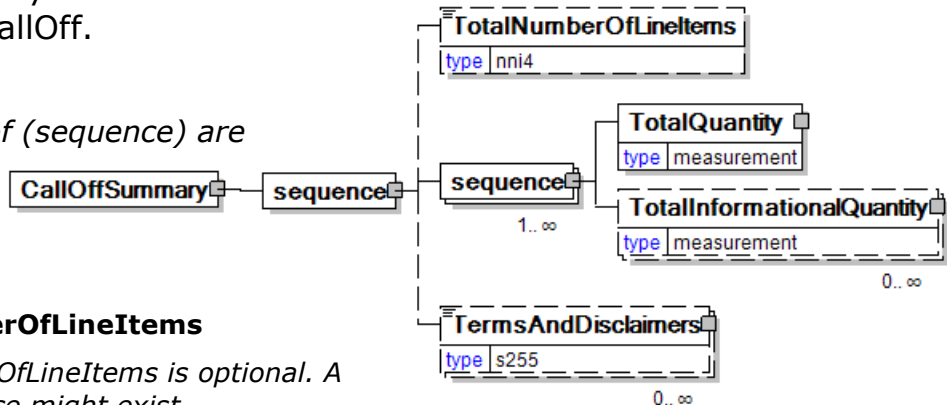 allOff.
TotalNumberOfLineItems
type nni4
f (sequence) are
TotalQuantity
type measurement
CallOffSummary
sequence
sequence
1.. ∞
TotalInformationalQuantity
type measurement
0.. ∞
erOfLineItems
TermsAndDisclaimers
type s255
0.. ∞
OfLineItems is optional. A